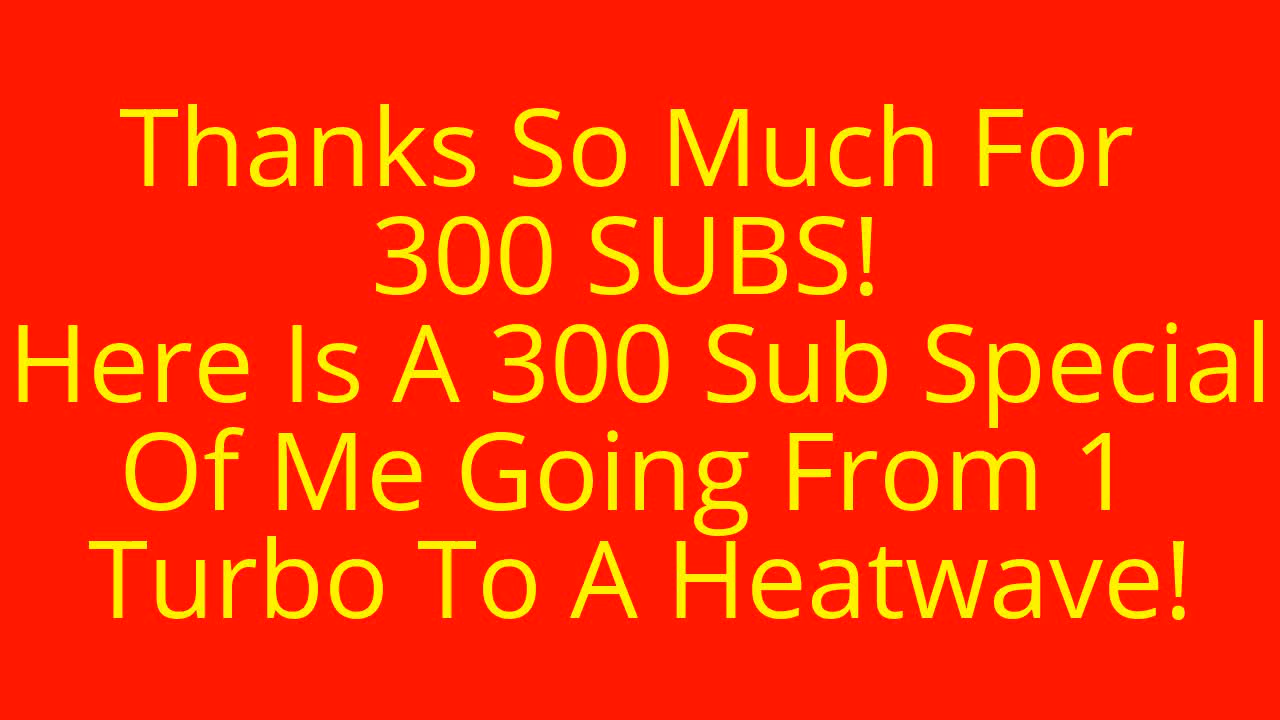 Thanks So Much For
300 SUBS!
Here Is A 300 Sub Special
Of Me Going From 1
Turbo To A Heatwave!